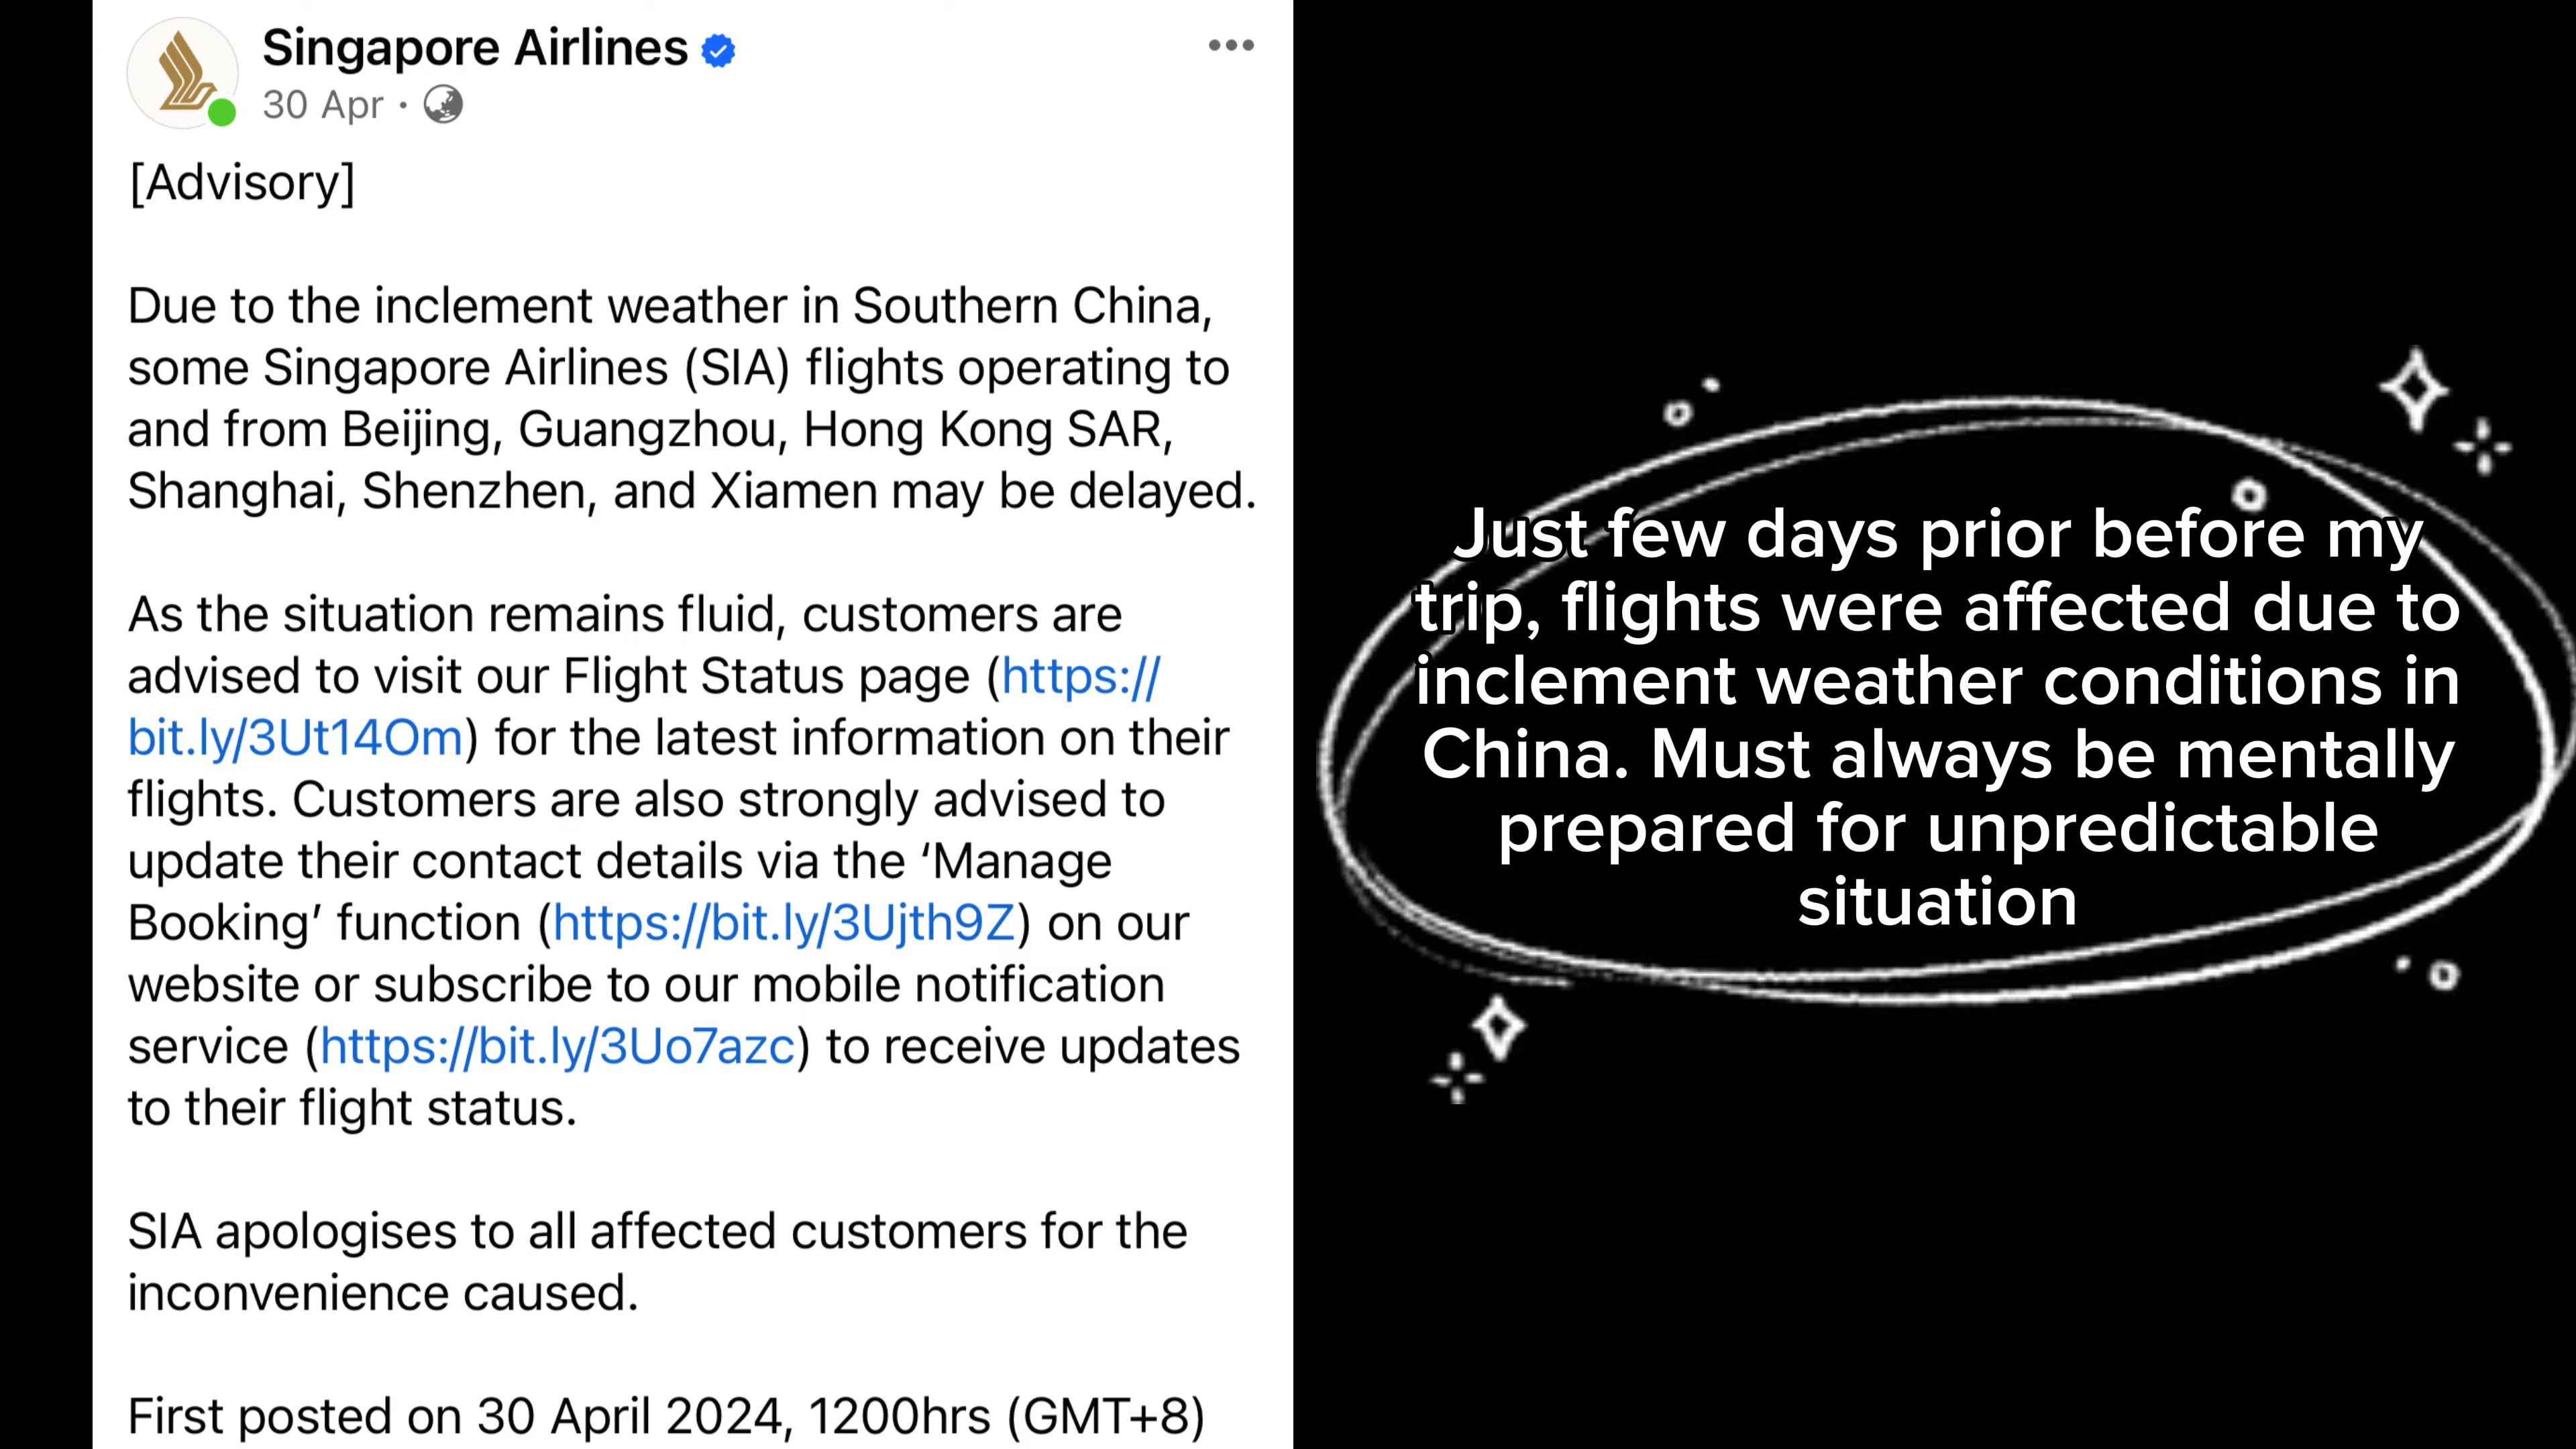 Singapore Airlines
30 Apr ·
[Advisory]
Due to the inclement weather in Southern China,
some Singapore Airlines (SIA) flights operating to
and from Beijing, Guangzhou, Hong Kong SAR,
Shanghai, Shenzhen, and Xiamen may be delayed.
As the situation remains fluid, customers are
advised to visit our Flight Status page (https://
bit.ly/3Ut14Om) for the latest information on their
flights. Customers are also strongly advised to
update their contact details via the ‘Manage
Booking’ function (https://bit.ly/3Ujth9Z) on our
website or subscribe to our mobile notification
service (https://bit.ly/3Uo7azc) to receive updates
to their flight status.
SIA apologises to all affected customers for the
inconvenience caused.
First posted on 30 April 2024, 1200hrs (GMT+8)
Just few days prior before my
trip, flights were affected due to
inclement weather conditions in
China. Must always be mentally
prepared for unpredictable
situation